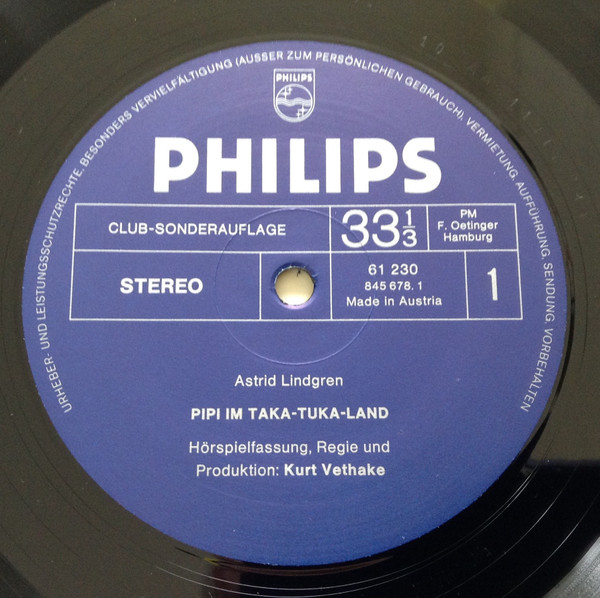 URHEBER- UND LEISTUNGSSCHUTZRECHTE, BESONDERS VERVIELFÄLTIGUNG (AUSSER ZUM PERSÖNLICHEN GEBRAUCH), VERMIETUNG, AUFFÜHRUNG, SENDUNG, VORBEHALTEN
PHILIPS
PHILIPS
CLUB-SONDERAUFLAGE
33 1/3
PM
F. Oetinger
Hamburg
STEREO
61 230
845 678. 1
Made in Austria
1
Astrid Lindgren
PIPI IM TAKA-TUKA-LAND
Hörspielfassung, Regie und
Produktion: Kurt Vethake